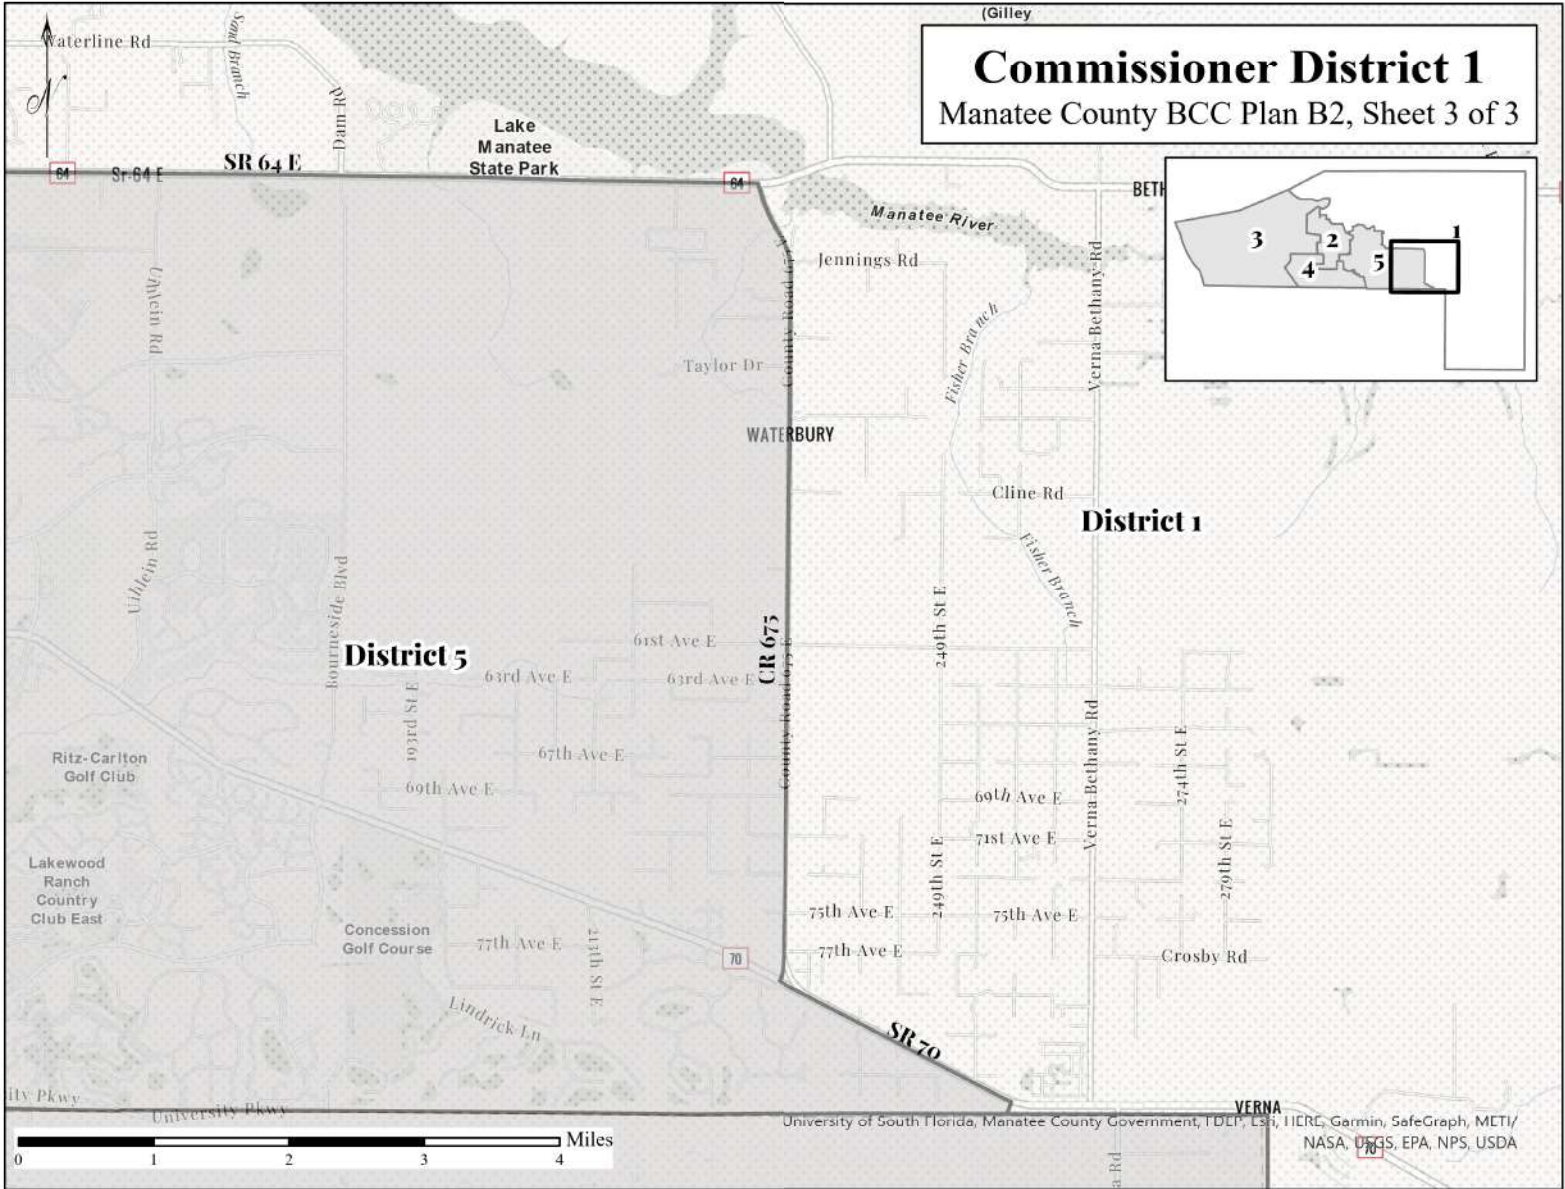 (Gilley
Commissioner District 1
Manatee County BCC Plan B2, Sheet 3 of 3
Waterline Rd
Sand Branch
N
Dam Rd
Lake
Manatee
State Park
SR 64 E
64
Sr 64 E
64
BETH
Manatee River
Jennings Rd
3
2
1
4
5
Uihlein Rd
County Road 675 E
Verna Bethany Rd
Fisher Branch
Taylor Dr
WATERBURY
Cline Rd
District 1
Fisher Branch
Uihlein Rd
Bourneside Blvd
249th St E
CR 675
61st Ave E
District 5
63rd Ave E
63rd Ave E
County Road 675 E
193rd St E
Verna Bethany Rd
274th St E
67th Ave E
Ritz-Carlton
Golf Club
69th Ave E
69th Ave E
71st Ave E
249th St E
279th St E
Lakewood
Ranch
Country
Club East
75th Ave E
75th Ave E
Concession
Golf Course
77th Ave E
213th St E
77th Ave E
Crosby Rd
70
Lindrick Ln
SR 70
ity Pkwy
University Pkwy
VERNA
University of South Florida, Manatee County Government, FDEP, Esri, HERE, Garmin, SafeGraph, METI/
NASA, USGS, EPA, NPS, USDA
70
a Rd
Miles
0 1 2 3 4